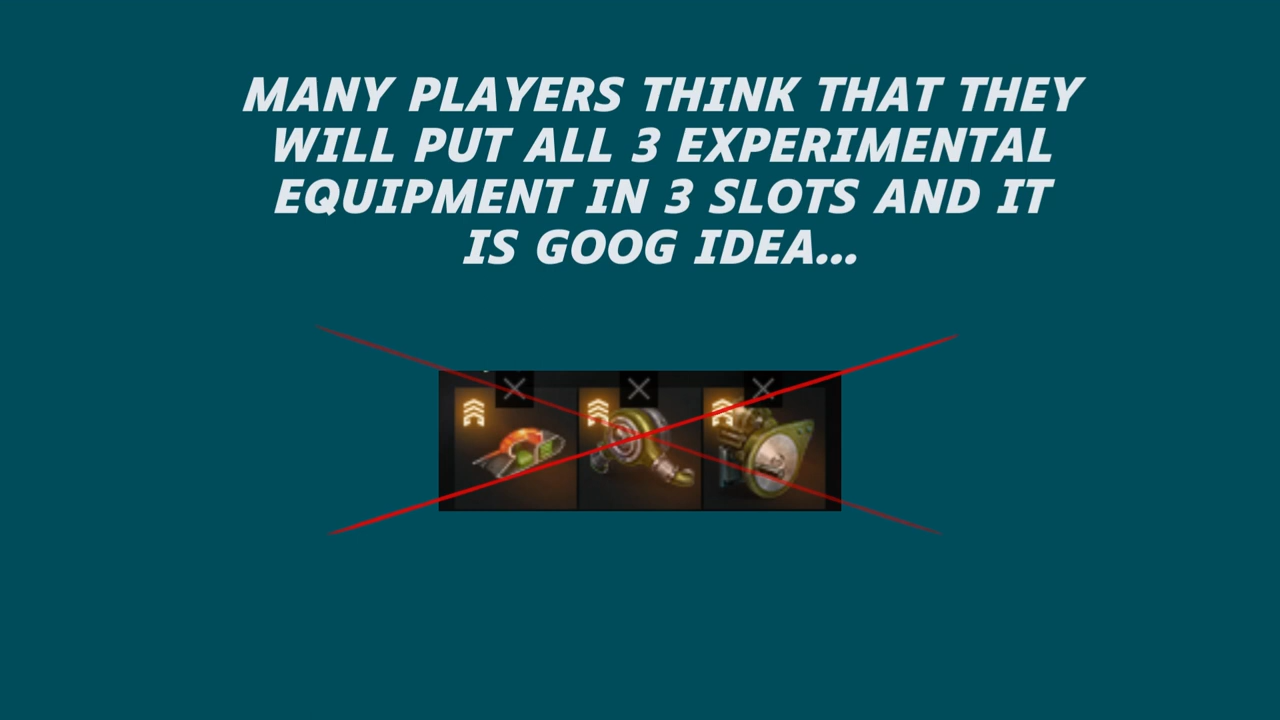 MANY PLAYERS THINK THAT THEY
WILL PUT ALL 3 EXPERIMENTAL
EQUIPMENT IN 3 SLOTS AND IT
IS GOOG IDEA...